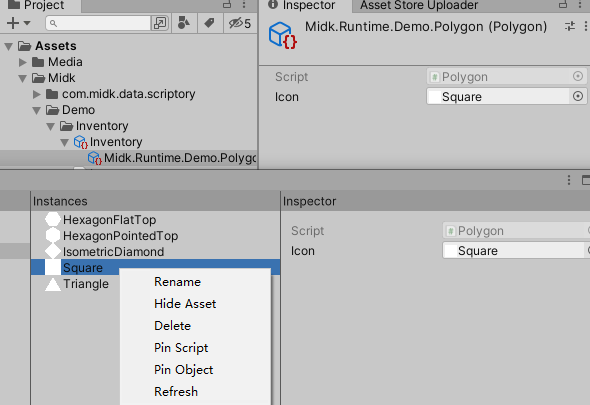 Project
Inspector
Asset Store Uploader
5
Assets
Media
Midk
com.midk.data.scriptory
Demo
Inventory
Inventory
Midk.Runtime.Demo.Polygo
Midk.Runtime.Demo.Polygon (Polygon)
Script
Polygon
Icon
Square
Instances
HexagonFlatTop
HexagonPointedTop
IsometricDiamond
Square
Triangle
Rename
Hide Asset
Delete
Pin Script
Pin Object
Refresh
Inspector
Script
Polygon
Icon
Square